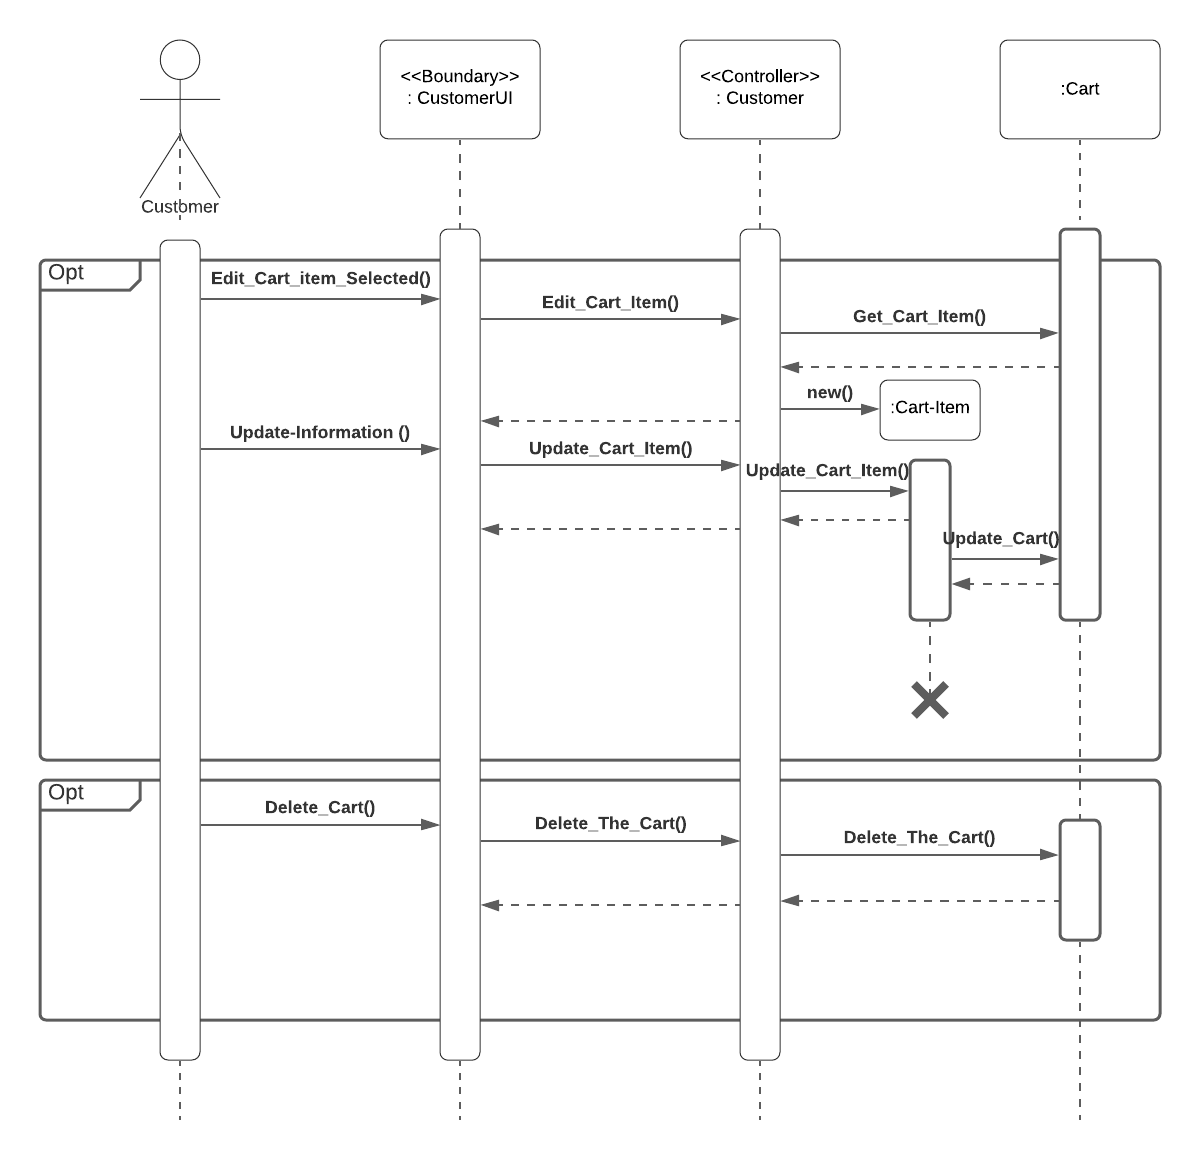 <<Boundary>>
: CustomerUI
<<Controller>>
: Customer
:Cart
Customer
Opt
Edit_Cart_item_Selected()
Edit_Cart_Item()
Get_Cart_Item()
new()
:Cart-Item
Update-Information ()
Update_Cart_Item()
Update_Cart_Item()
Update_Cart()
Opt
Delete_Cart()
Delete_The_Cart()
Delete_The_Cart()